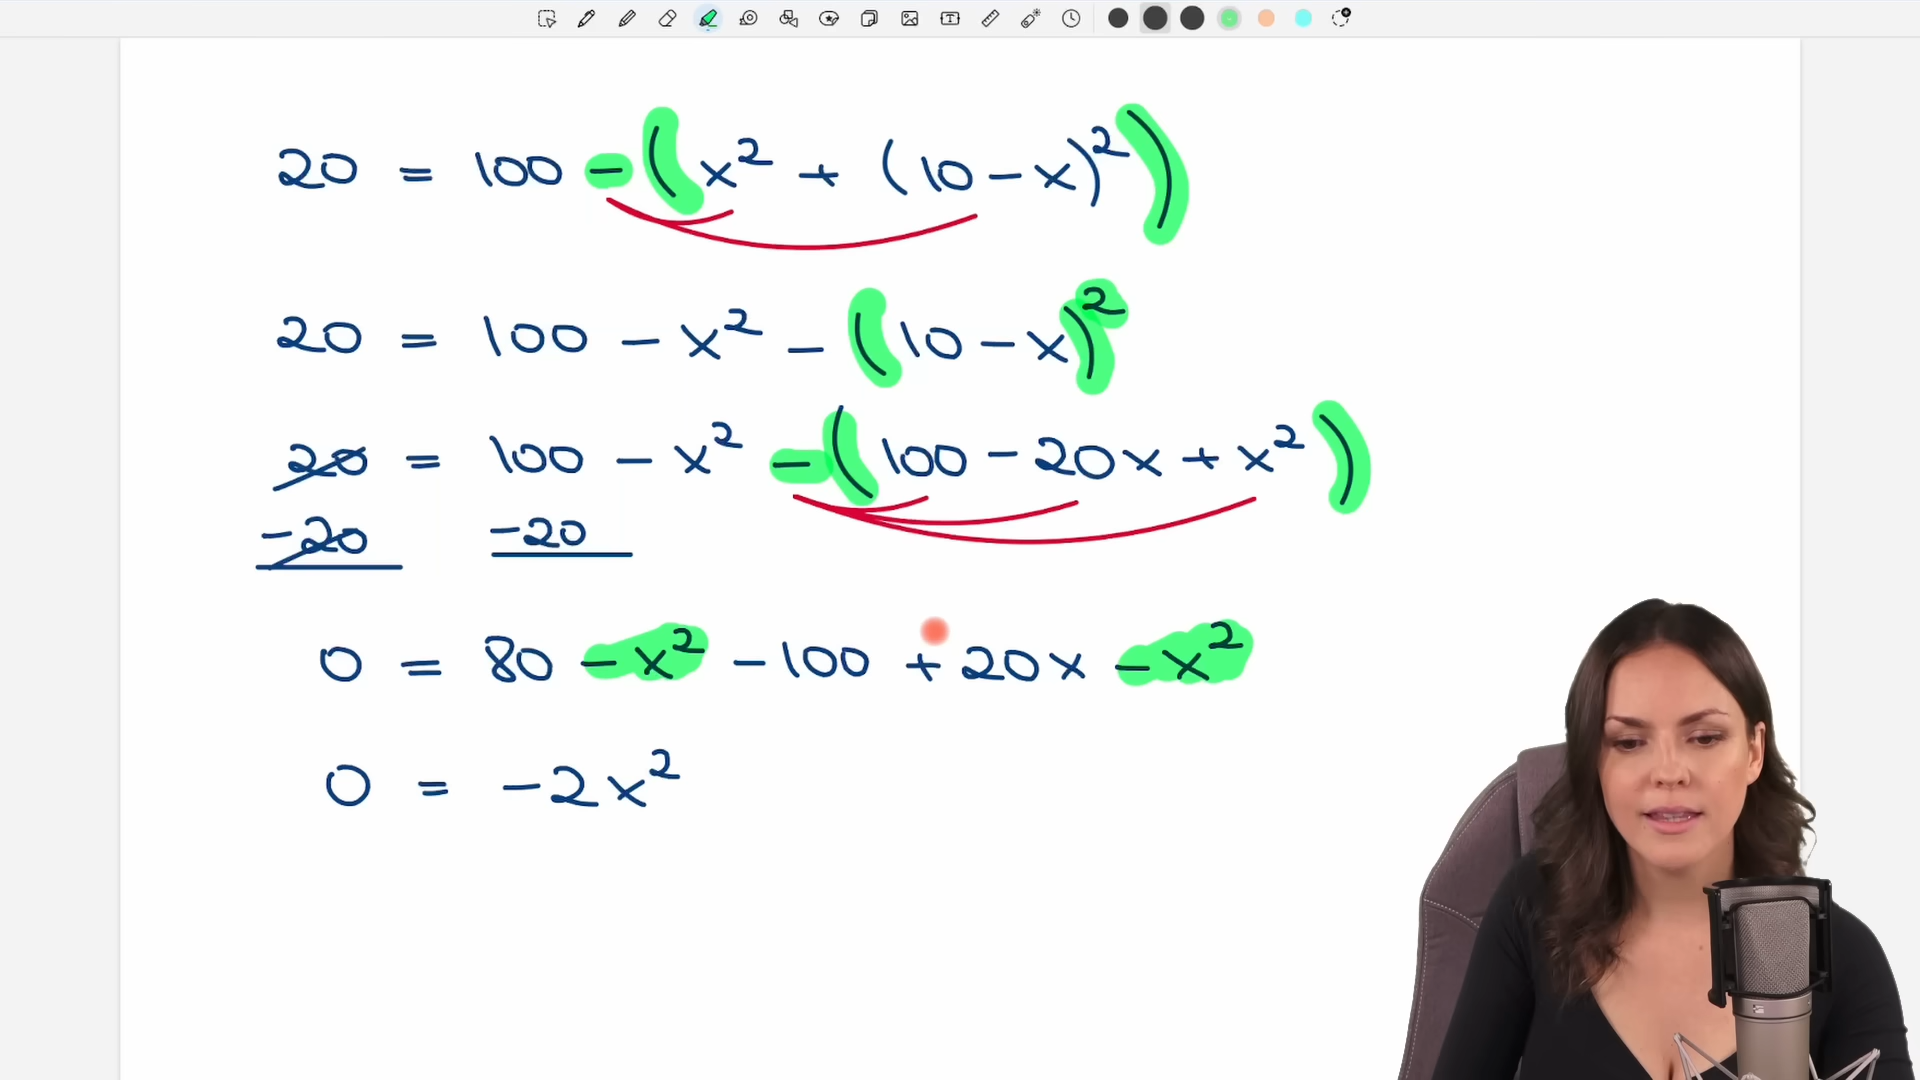 20 = 100 - (x² + (10 - x)²)
20 = 100 - x² - (10 - x)²
20 = 100 - x² - (100 - 20x + x²)
-20 -20
0 = 80 - x² - 100 + 20x - x²
0 = -2x²